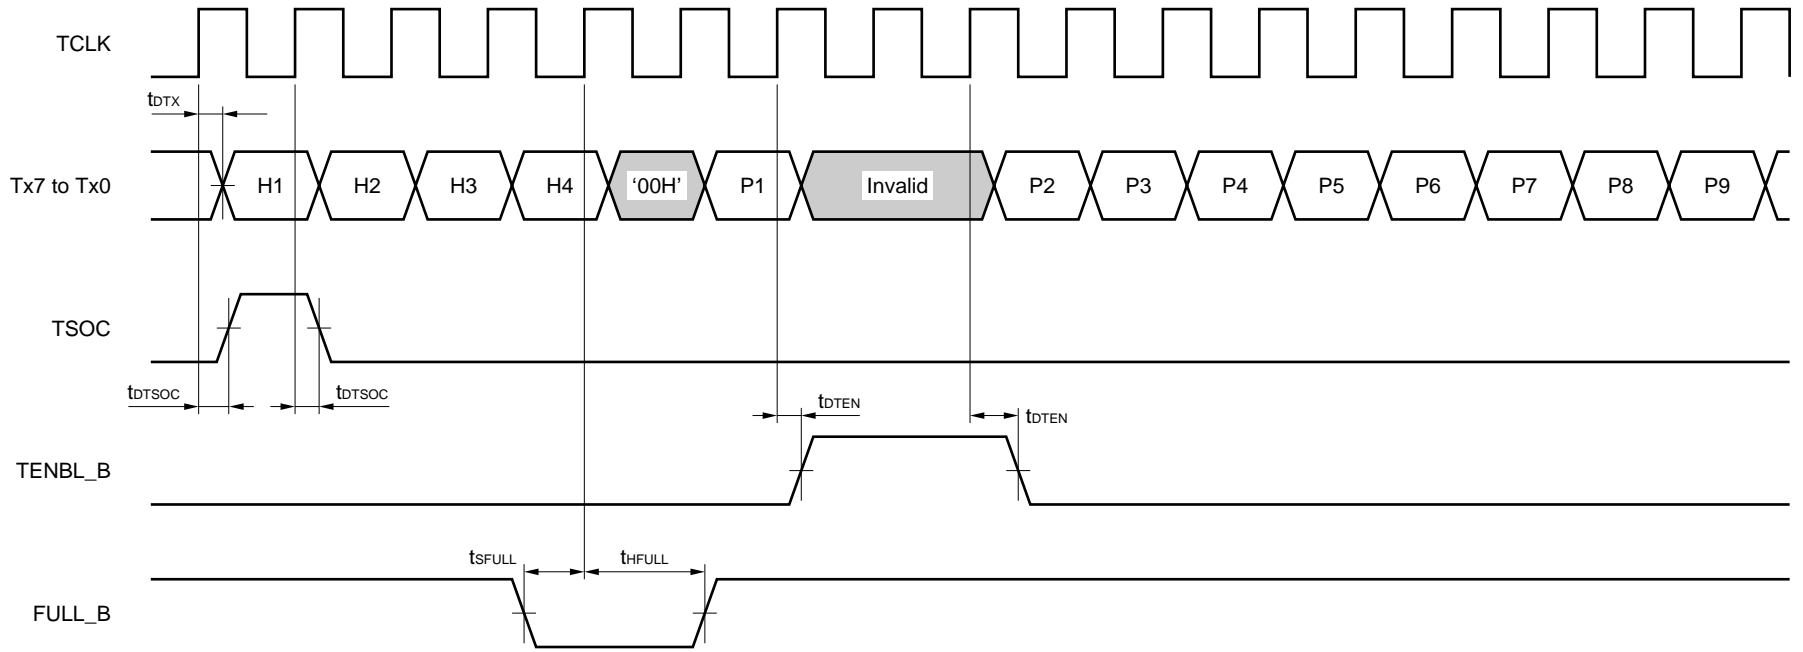 TCLK
tDTX
Tx7 to Tx0 H1 H2 H3 H4 ‘00H’ P1 Invalid P2 P3 P4 P5 P6 P7 P8 P9
TSOC
tDTSOC tDTSOC
tDTEN tDTEN
TENBL_B
tSFULL tHFULL
FULL_B